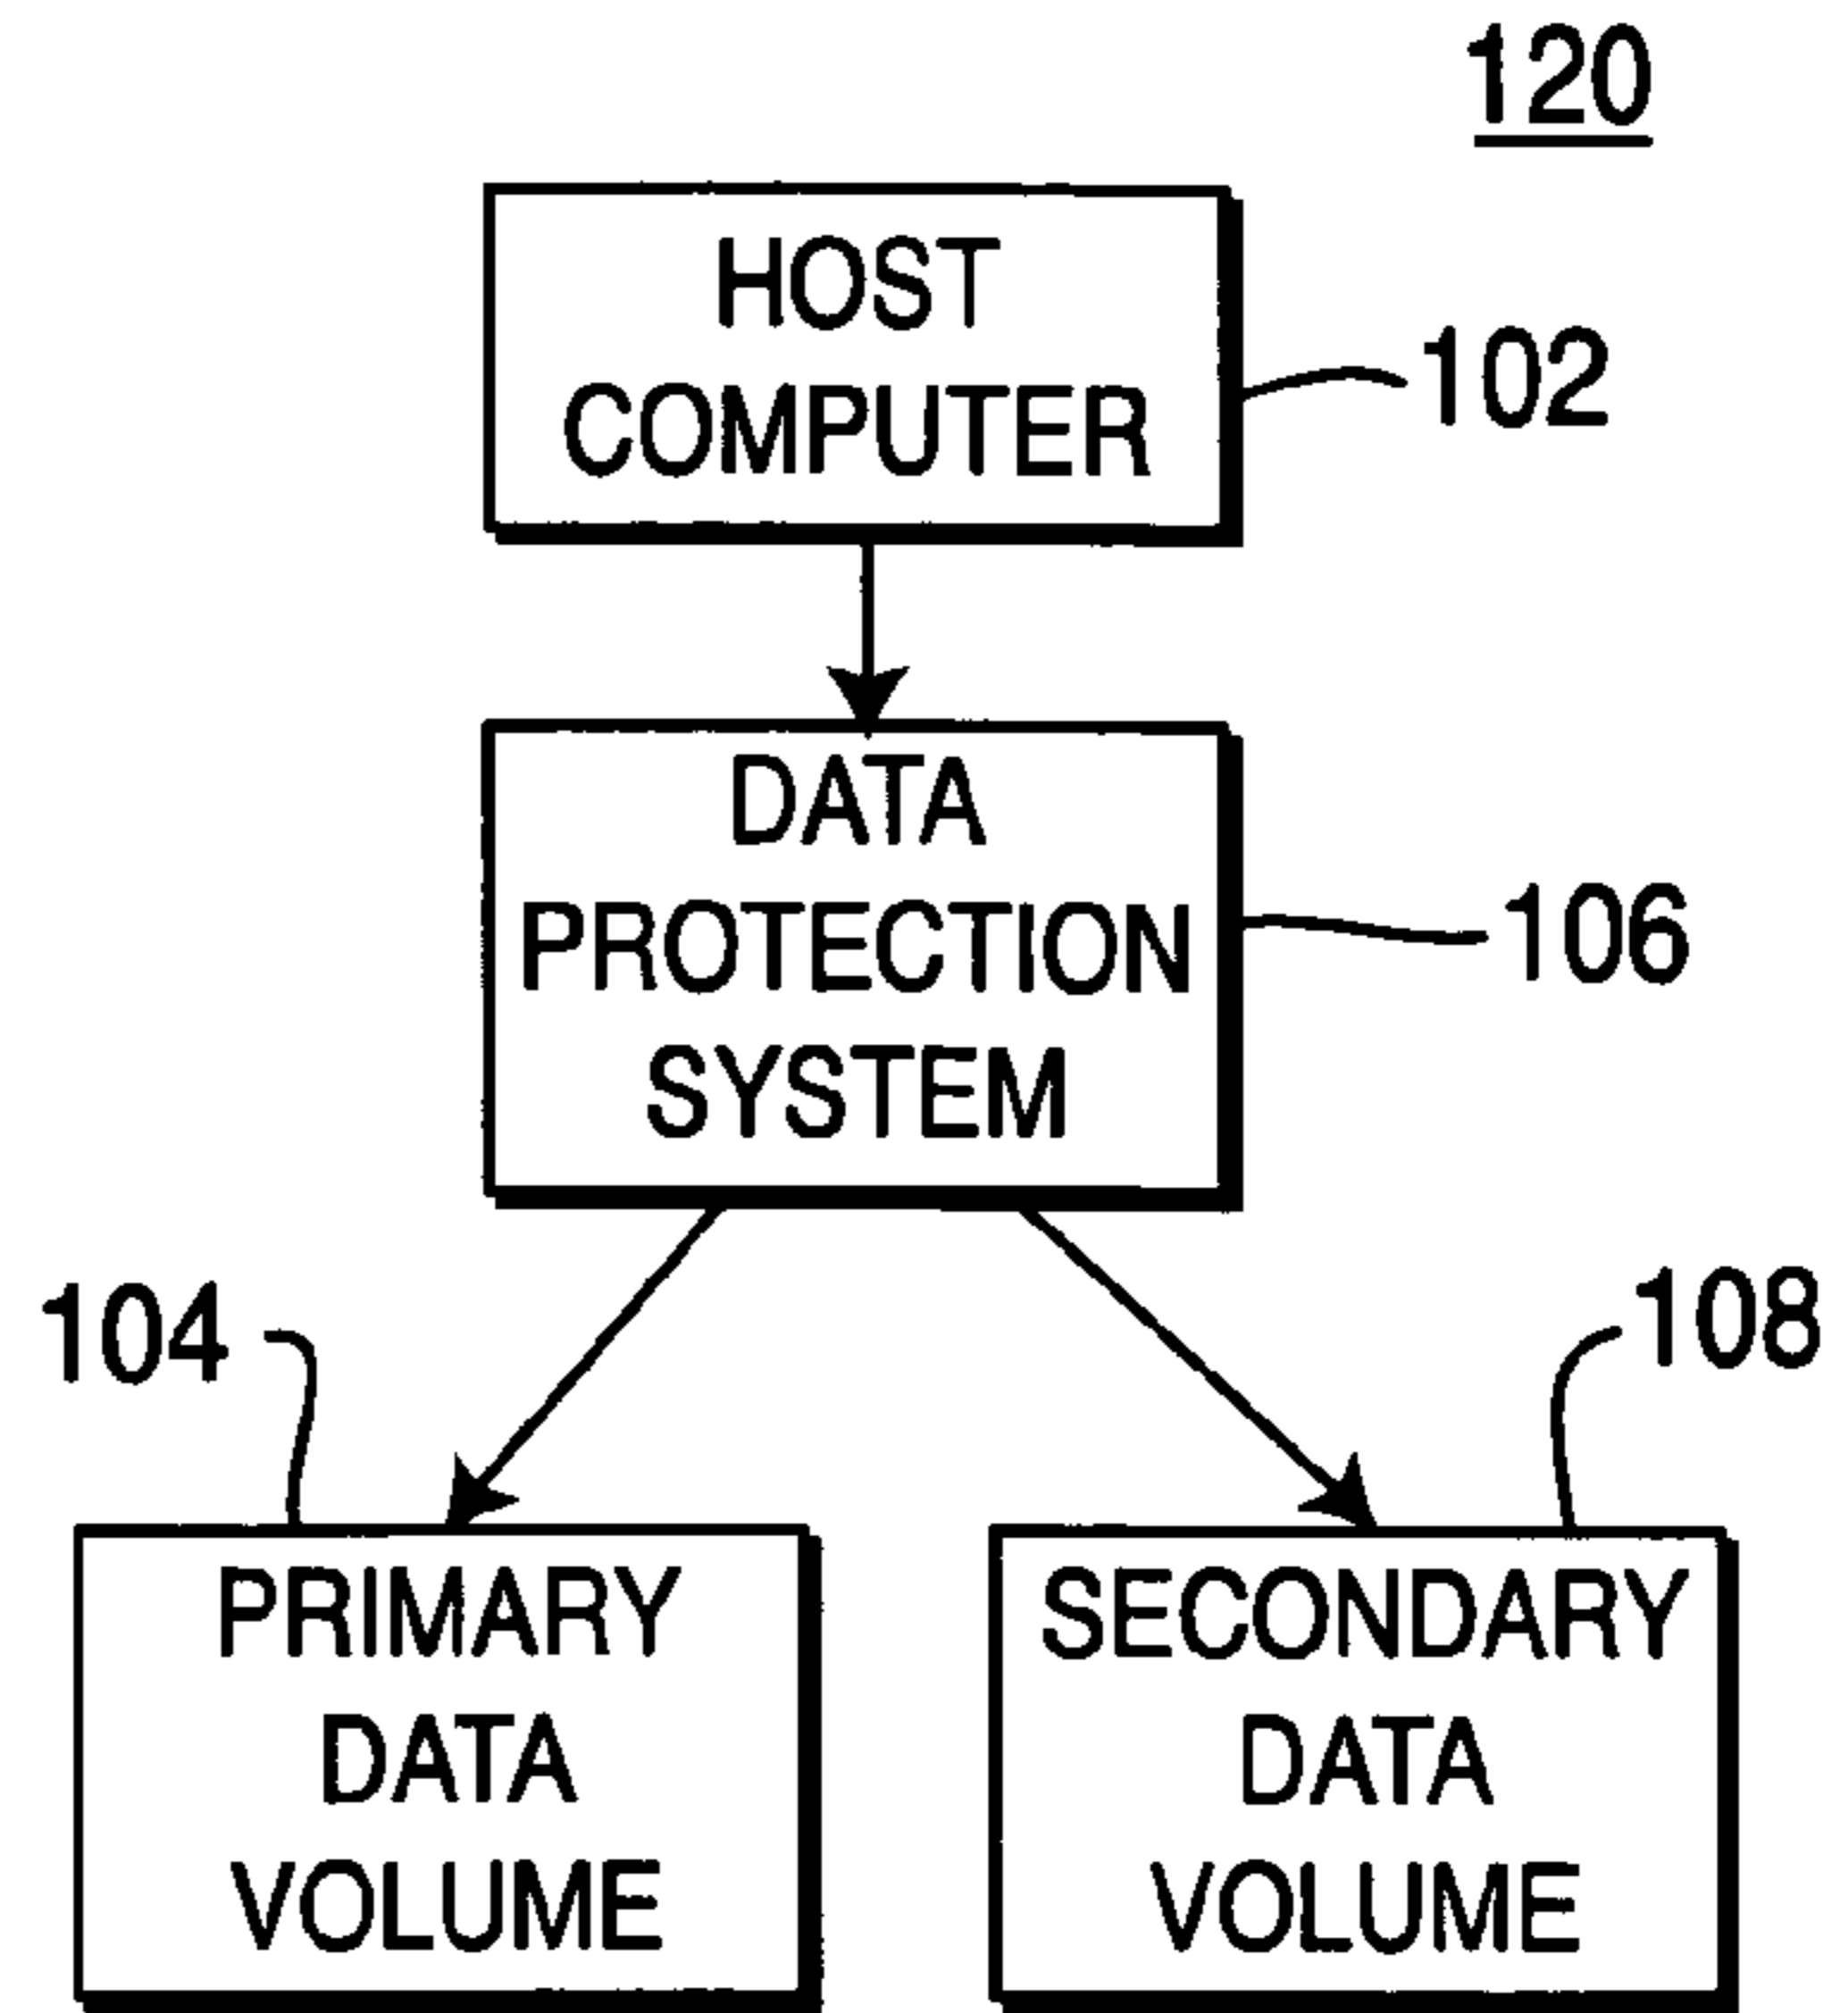 120
HOST
COMPUTER
102
DATA
PROTECTION
SYSTEM
106
104
108
PRIMARY
DATA
VOLUME
SECONDARY
DATA
VOLUME